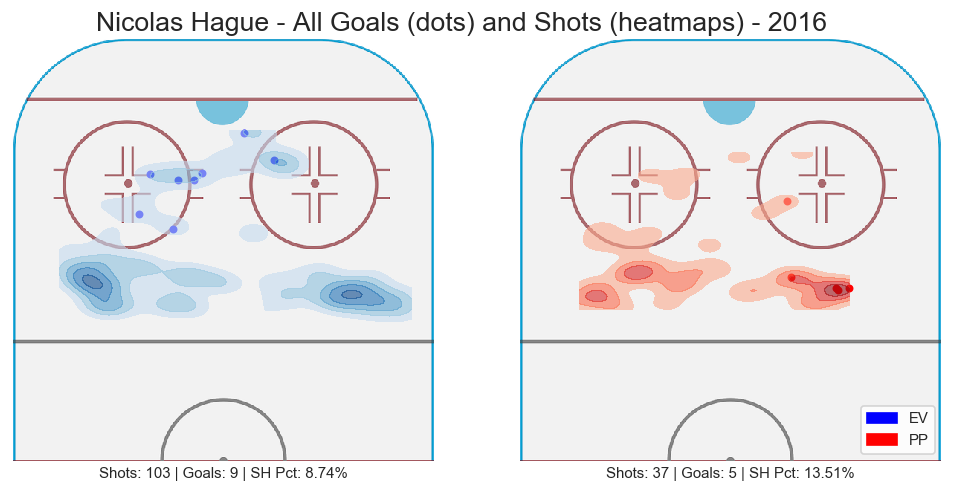 Nicolas Hague - All Goals (dots) and Shots (heatmaps) - 2016
EV
PP
Shots: 103 | Goals: 9 | SH Pct: 8.74%
Shots: 37 | Goals: 5 | SH Pct: 13.51%